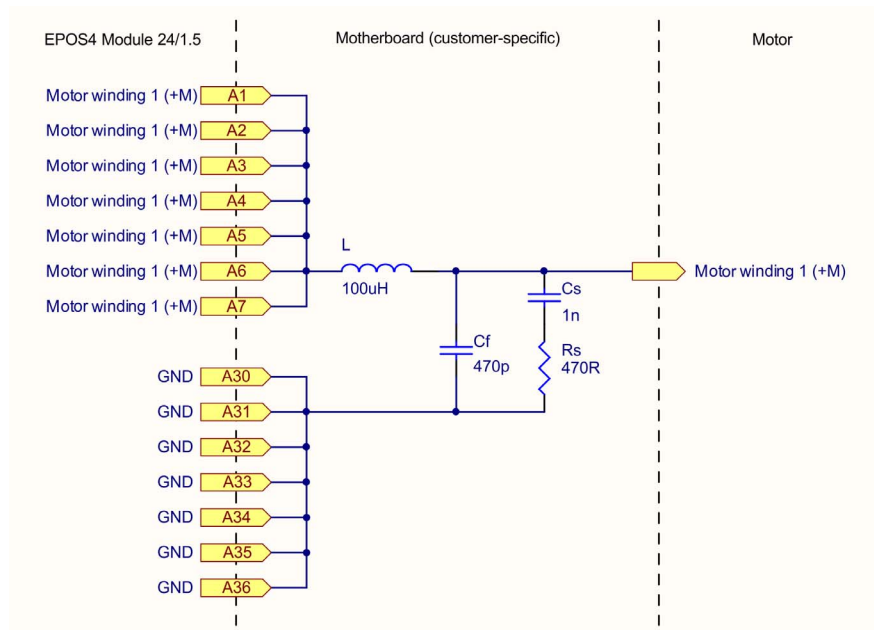 EPOS4 Module 24/1.5 Motherboard (customer-specific) Motor
Motor winding 1 (+M) A1
Motor winding 1 (+M) A2
Motor winding 1 (+M) A3
Motor winding 1 (+M) A4
Motor winding 1 (+M) A5
L
Motor winding 1 (+M) A6 Motor winding 1 (+M)
100uH
Cs
Motor winding 1 (+M) A7
1n
Cf
Rs
470p
470R
GND A30
GND A31
GND A32
GND A33
GND A34
GND A35
GND A36